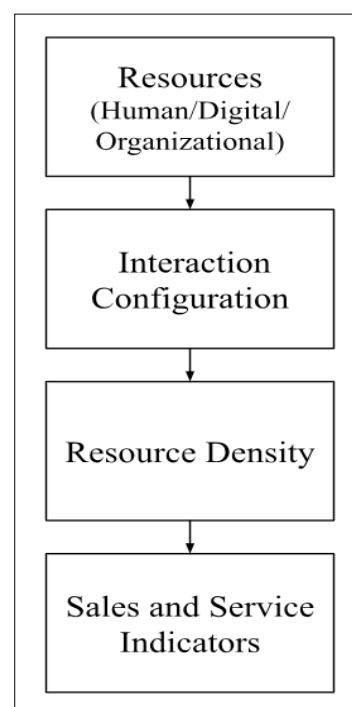 Resources
(Human/Digital/
Organizational)
Interaction
Configuration
Resource Density
Sales and Service
Indicators